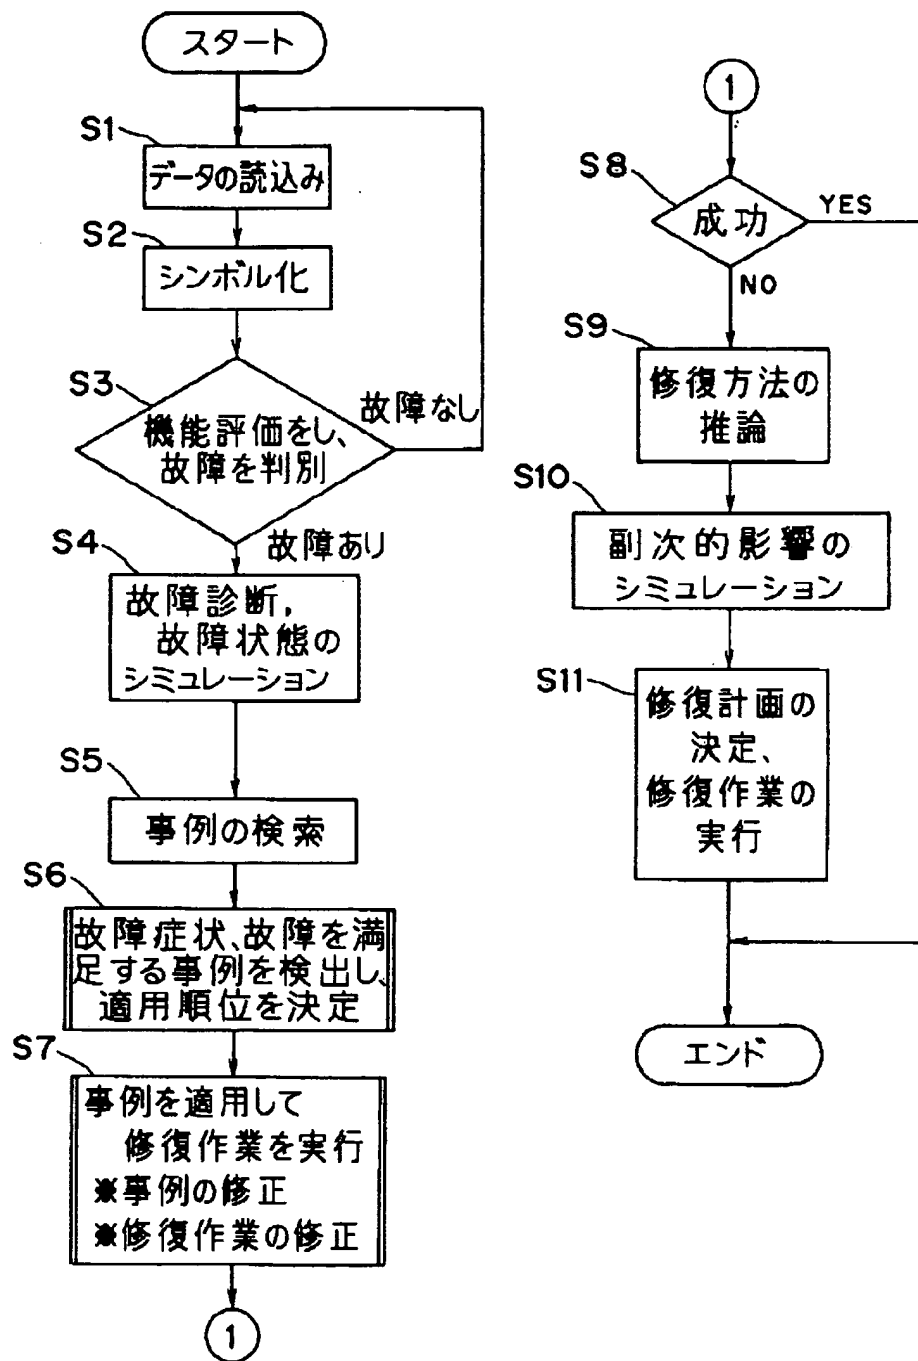 スタート
S1
データの読込み
S2
シンボル化
S3
機能評価をし、
故障を判別
故障なし
故障あり
S4
故障診断,
故障状態の
シミュレーション
S5
事例の検索
S6
故障症状、故障を満
足する事例を検出し、
適用順位を決定
S7
事例を適用して
修復作業を実行
※事例の修正
※修復作業の修正
1
1
S8
成功
YES
NO
S9
修復方法の
推論
S10
副次的影響の
シミュレーション
S11
修復計画の
決定、
修復作業の
実行
エンド